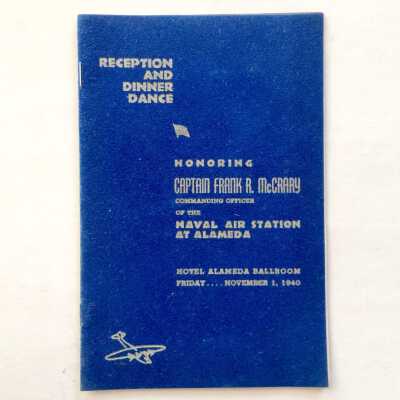 RECEPTION
AND
DINNER
DANCE
HONORING
CAPTAIN FRANK R. McCRARY
COMMANDING OFFICER
OF THE
NAVAL AIR STATION
AT ALAMEDA
HOTEL ALAMEDA BALLROOM
FRIDAY....NOVEMBER 1, 1940